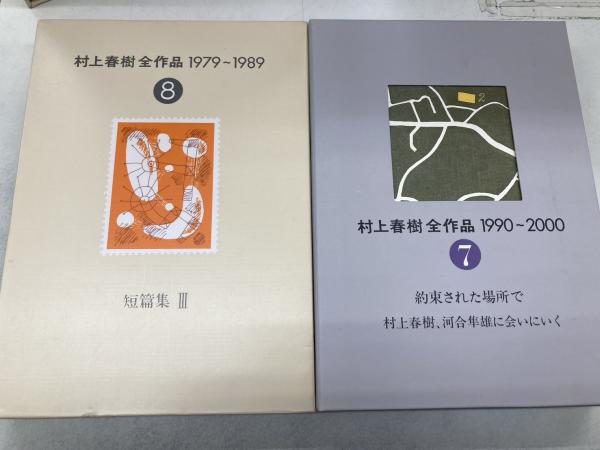 村上春樹全作品 1979~1989
8
短篇集 Ⅲ
2
村上春樹全作品 1990~2000
7
約束された場所で
村上春樹、河合隼雄に会いにいく